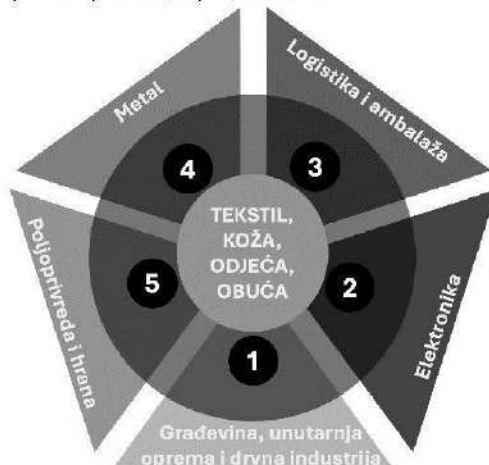 Metal
Logistika i ambalaža
4
3
TEKSTIL,
KOŽA,
ODJEĆA,
OBUĆA
5
2
Poljoprivreda i hrana
Elektronika
1
Građevina, unutarnja
oprema i drvna industrija